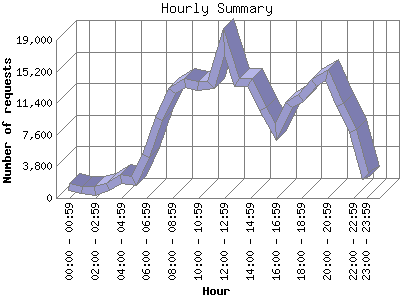 Hourly Summary
Number of requests
19,000
15,200
11,400
7,600
3,800
0
00:00 - 00:59
02:00 - 02:59
04:00 - 04:59
06:00 - 06:59
08:00 - 08:59
10:00 - 10:59
12:00 - 12:59
14:00 - 14:59
16:00 - 16:59
18:00 - 18:59
20:00 - 20:59
22:00 - 22:59
23:00 - 23:59
Hour